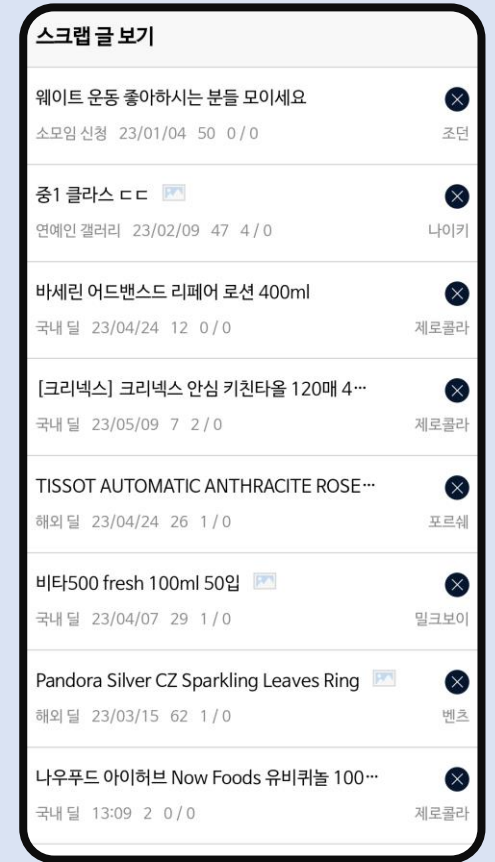 스크랩 글 보기
웨이트 운동 좋아하시는 분들 모이세요
소모임 신청 23/01/04 50 0/0 조던
중1 클라스 ㄷㄷ
연예인 갤러리 23/02/09 47 4/0 나이키
바세린 어드밴스드 리페어 로션 400ml
국내 딜 23/04/24 12 0/0 제로콜라
[크리넥스] 크리넥스 안심 키친타올 120매 4…
국내 딜 23/05/09 7 2/0 제로콜라
TISSOT AUTOMATIC ANTHRACITE ROSE…
해외 딜 23/04/24 26 1/0 포르쉐
비타500 fresh 100ml 50입
국내 딜 23/04/07 29 1/0 밀크보이
Pandora Silver CZ Sparkling Leaves Ring
해외 딜 23/03/15 62 1/0 벤츠
나우푸드 아이허브 Now Foods 유비퀴놀 100…
국내 딜 13:09 2 0/0 제로콜라